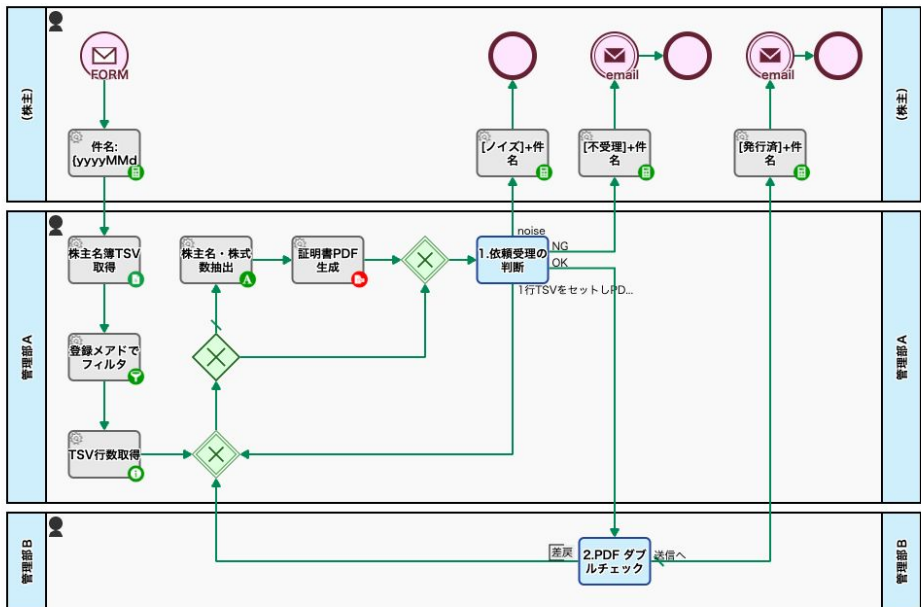 (株主)
(株主)
FORM
email
email
件名:
{yyyyMMd
[ノイズ]+件
名
[不受理]+件
名
[発行済]+件
名
管理部A
管理部A
株主名簿TSV
取得
株主名・株式
数抽出
証明書PDF
生成
noise
1.依頼受理の
判断
NG
OK
1行TSVをセットしPD...
登録メアドで
フィルタ
TSV行数取得
管理部B
管理部B
差戻
2.PDF ダブ
ルチェック
送信へ